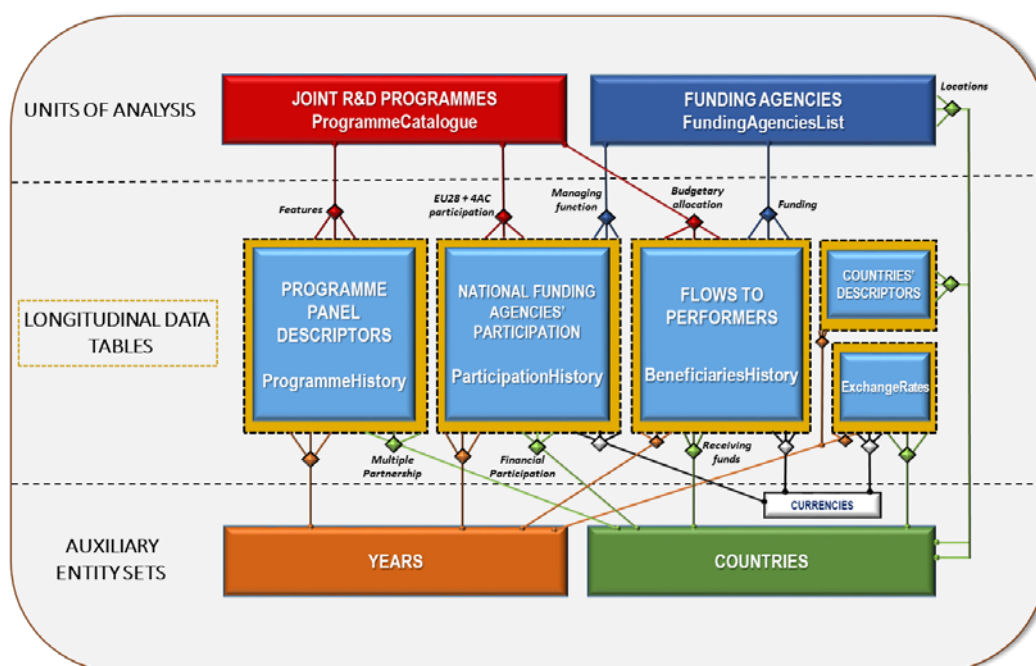 UNITS OF ANALYSIS
JOINT R&D PROGRAMMES
ProgrammeCatalogue
FUNDING AGENCIES
FundingAgenciesList
Locations
Features
EU28 + 4AC
participation
Managing
function
Budgetary
allocation
Funding
LONGITUDINAL DATA
TABLES
PROGRAMME
PANEL
DESCRIPTORS
ProgrammeHistory
NATIONAL FUNDING
AGENCIES'
PARTICIPATION
ParticipationHistory
FLOWS TO
PERFORMERS
BeneficiariesHistory
COUNTRIES'
DESCRIPTORS
ExchangeRates
Multiple
Partnership
Financial
Participation
Receiving
funds
CURRENCIES
AUXILIARY
ENTITY SETS
YEARS
COUNTRIES